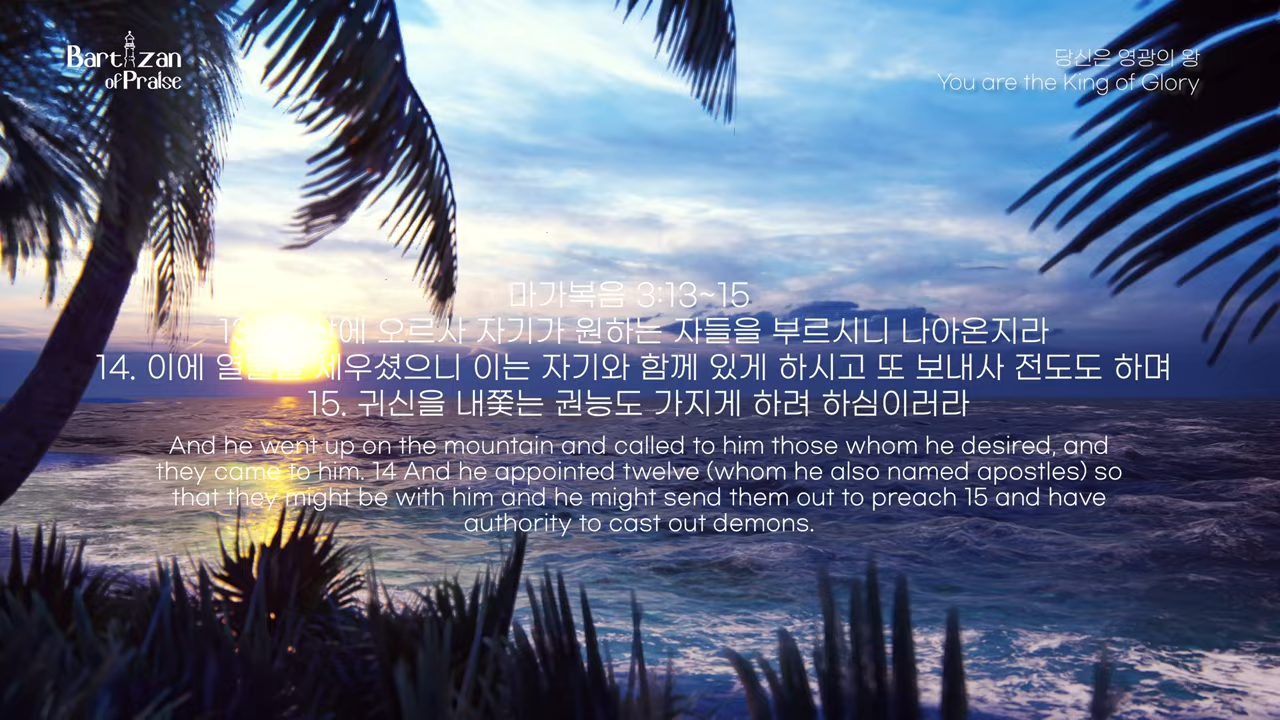 Bartizan
of Praise
당신은 영광의 왕
You are the King of Glory
마가복음 3:13~15
오르사 자기가 원하는 자들을 부르시니 나아온지라
14. 이에 세우셨으니 이는 자기와 함께 있게 하시고 또 보내사 전도도 하며
15. 귀신을 내쫓는 권능도 가지게 하려 하심이러라
And he went up on the mountain and called to him those whom he desired, and
they came to him. 14 And he appointed twelve (whom he also named apostles) so
that they might be with him and he might send them out to preach 15 and have
authority to cast out demons.